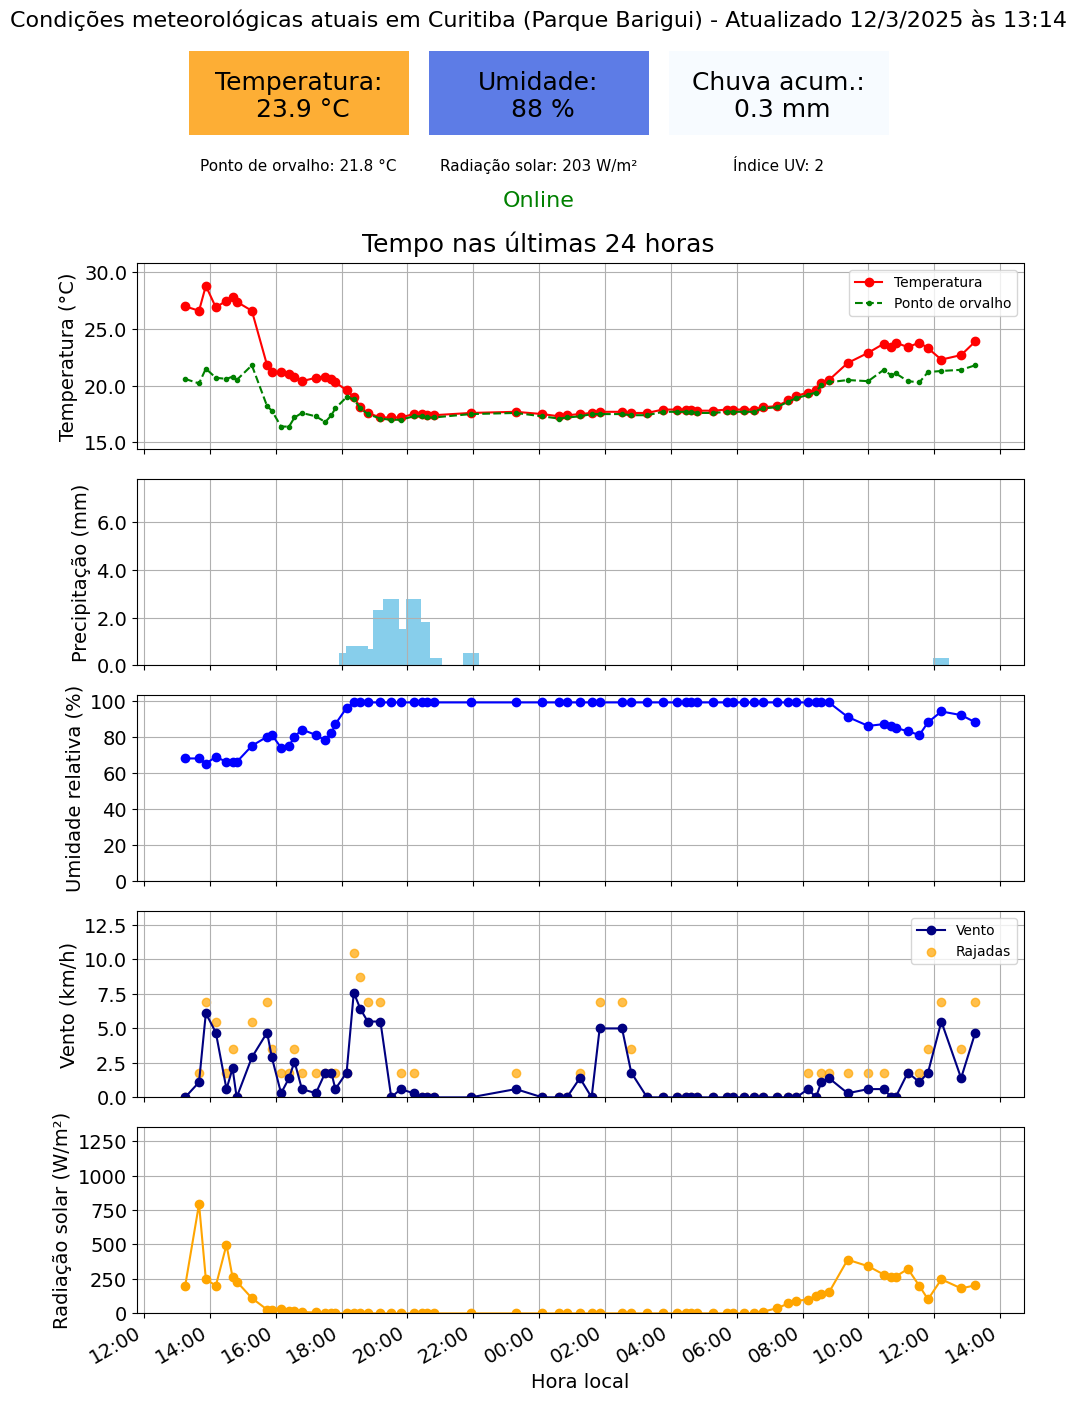 Condições meteorológicas atuais em Curitiba (Parque Barigui) - Atualizado 12/3/2025 às 13:14
Temperatura:
23.9 °C
Umidade:
88 %
Chuva acum.:
0.3 mm
Ponto de orvalho: 21.8 °C
Radiação solar: 203 W/m²
Índice UV: 2
Online
Tempo nas últimas 24 horas
Temperatura (°C)
30.0
25.0
20.0
15.0
Temperatura
Ponto de orvalho
Precipitação (mm)
6.0
4.0
2.0
0.0
Umidade relativa (%)
100
80
60
40
20
0
Vento (km/h)
12.5
10.0
7.5
5.0
2.5
0.0
Vento
Rajadas
Radiação solar (W/m²)
1250
1000
750
500
250
0
12:00
14:00
16:00
18:00
20:00
22:00
00:00
02:00
04:00
06:00
08:00
10:00
12:00
14:00
Hora local